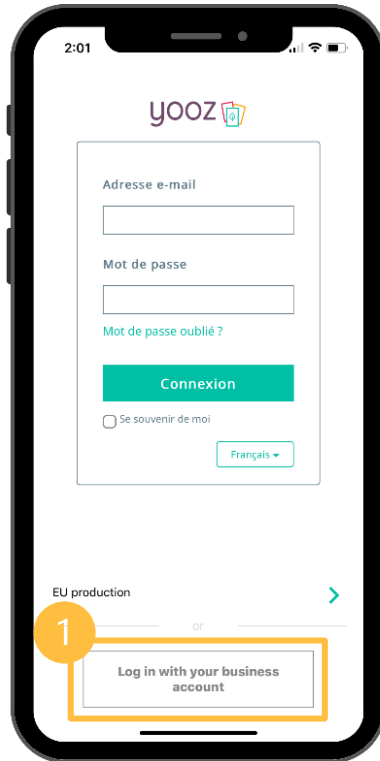 2:01
yooz
Adresse e-mail
Mot de passe
Mot de passe oublié ?
Connexion
Se souvenir de moi
Français
EU production
1
or
Log in with your business
account